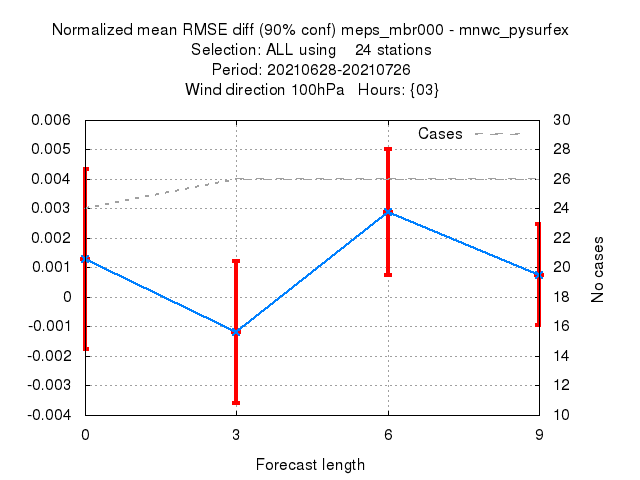 Normalized mean RMSE diff (90% conf) meps_mbr000 - mnwc_pysurfex
Selection: ALL using    24 stations
Period: 20210628-20210726
Wind direction 100hPa   Hours: {03}
Cases
0.006
0.005
0.004
0.003
0.002
0.001
0
-0.001
-0.002
-0.003
-0.004
30
28
26
24
22
20
18
16
14
12
10
No cases
0 3 6 9
Forecast length